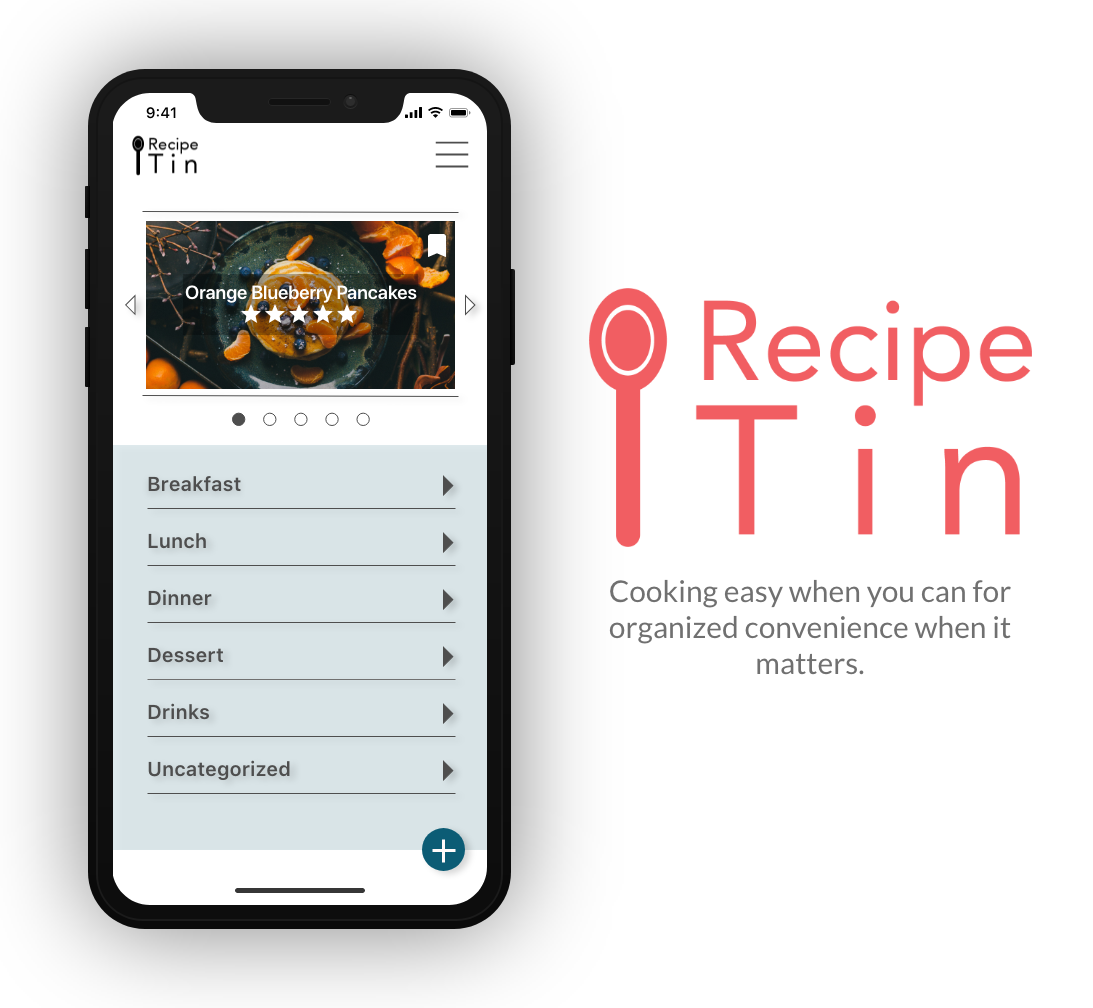 9:41
Recipe
Tin
Orange Blueberry Pancakes
Breakfast
Lunch
Dinner
Dessert
Drinks
Uncategorized
Recipe
Tin
Cooking easy when you can for
organized convenience when it
matters.